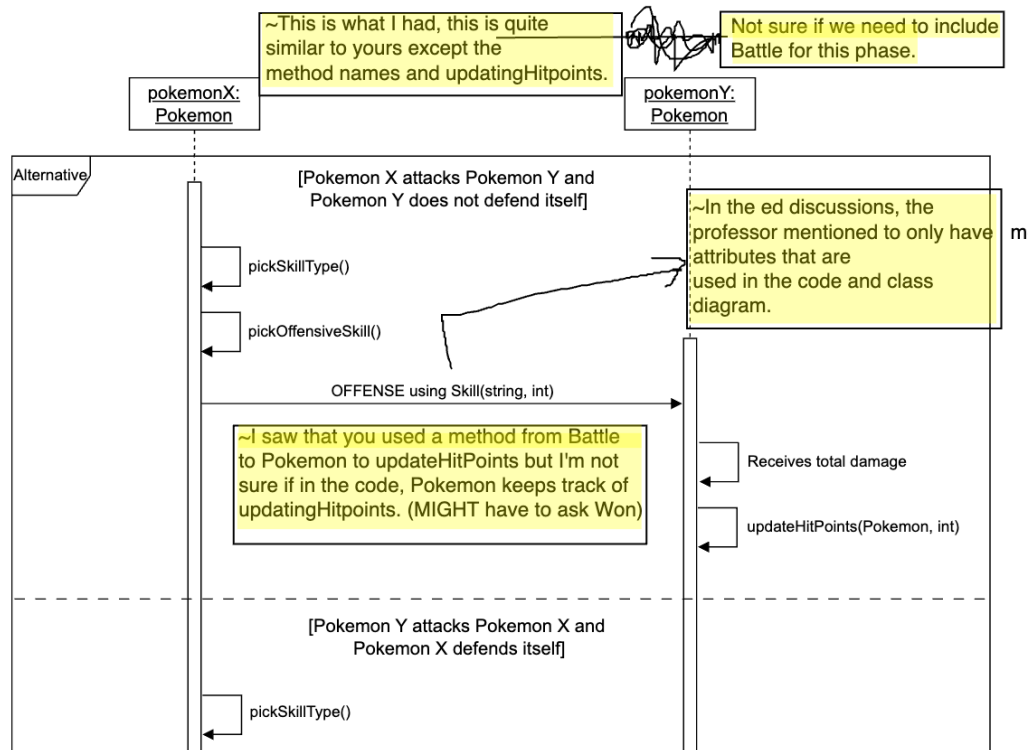 ~This is what I had, this is quite
similar to yours except the
method names and updatingHitpoints.
Not sure if we need to include
Battle for this phase.
pokemonX:
Pokemon
pokemonY:
Pokemon
Alternative
[Pokemon X attacks Pokemon Y and
Pokemon Y does not defend itself]
~In the ed discussions, the
professor mentioned to only have
attributes that are
used in the code and class
diagram.
m
pickSkillType()
pickOffensiveSkill()
OFFENSE using Skill(string, int)
~I saw that you used a method from Battle
to Pokemon to updateHitPoints but I'm not
sure if in the code, Pokemon keeps track of
updatingHitpoints. (MIGHT have to ask Won)
Receives total damage
updateHitPoints(Pokemon, int)
[Pokemon Y attacks Pokemon X and
Pokemon X defends itself]
pickSkillType()